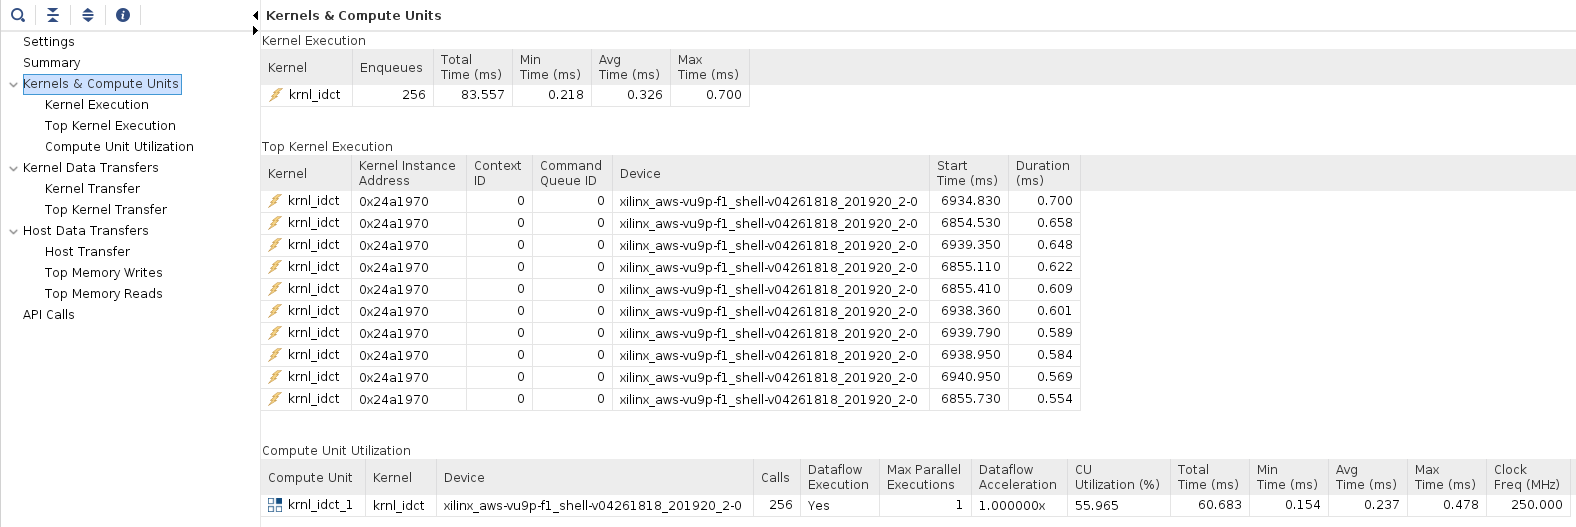 Kernels & Compute Units
Settings
Summary
Kernels & Compute Units
Kernel Execution
Top Kernel Execution
Compute Unit Utilization
Kernel Data Transfers
Kernel Transfer
Top Kernel Transfer
Host Data Transfers
Host Transfer
Top Memory Writes
Top Memory Reads
API Calls
Kernel Execution
Kernel Enqueues Total Time (ms) Min Time (ms) Avg Time (ms) Max Time (ms)
krnl_idct 256 83.557 0.218 0.326 0.700
Top Kernel Execution
Kernel Kernel Instance Address Context ID Command Queue ID Device Start Time (ms) Duration (ms)
krnl_idct 0x24a1970 0 0 xilinx_aws-vu9p-f1_shell-v04261818_201920_2-0 6934.830 0.700
krnl_idct 0x24a1970 0 0 xilinx_aws-vu9p-f1_shell-v04261818_201920_2-0 6854.530 0.658
krnl_idct 0x24a1970 0 0 xilinx_aws-vu9p-f1_shell-v04261818_201920_2-0 6939.350 0.648
krnl_idct 0x24a1970 0 0 xilinx_aws-vu9p-f1_shell-v04261818_201920_2-0 6855.110 0.622
krnl_idct 0x24a1970 0 0 xilinx_aws-vu9p-f1_shell-v04261818_201920_2-0 6855.410 0.609
krnl_idct 0x24a1970 0 0 xilinx_aws-vu9p-f1_shell-v04261818_201920_2-0 6938.360 0.601
krnl_idct 0x24a1970 0 0 xilinx_aws-vu9p-f1_shell-v04261818_201920_2-0 6939.790 0.589
krnl_idct 0x24a1970 0 0 xilinx_aws-vu9p-f1_shell-v04261818_201920_2-0 6938.950 0.584
krnl_idct 0x24a1970 0 0 xilinx_aws-vu9p-f1_shell-v04261818_201920_2-0 6940.950 0.569
krnl_idct 0x24a1970 0 0 xilinx_aws-vu9p-f1_shell-v04261818_201920_2-0 6855.730 0.554
Compute Unit Utilization
Compute Unit Kernel Device Calls Dataflow Execution Max Parallel Executions Dataflow Acceleration CU Utilization (%) Total Time (ms) Min Time (ms) Avg Time (ms) Max Time (ms) Clock Freq (MHz)
krnl_idct_1 krnl_idct xilinx_aws-vu9p-f1_shell-v04261818_201920_2-0 256 Yes 1 1.000000x 55.965 60.683 0.154 0.237 0.478 250.000